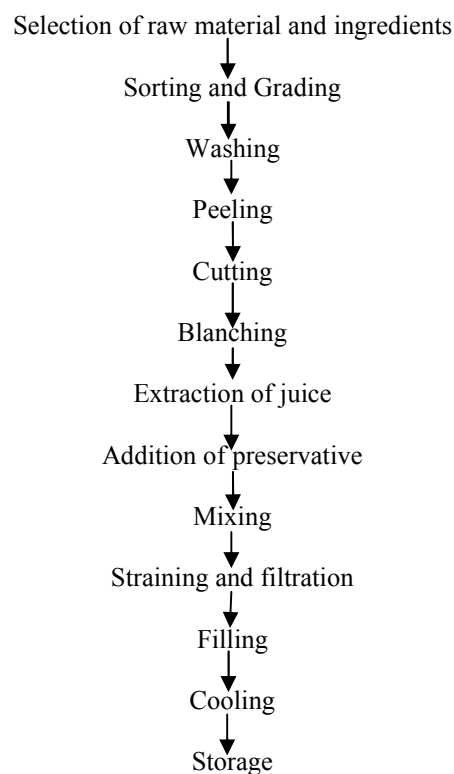 Selection of raw material and ingredients
Sorting and Grading
Washing
Peeling
Cutting
Blanching
Extraction of juice
Addition of preservative
Mixing
Straining and filtration
Filling
Cooling
Storage